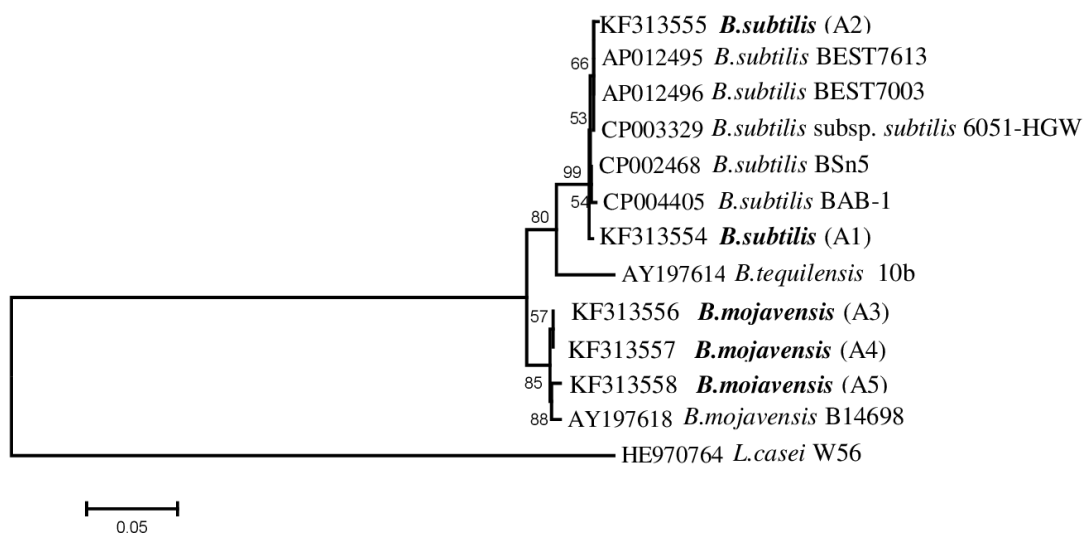 KF313555 B.subtilis (A2)
66
AP012495 B.subtilis BEST7613
AP012496 B.subtilis BEST7003
53
CP003329 B.subtilis subsp. subtilis 6051-HGW
99
CP002468 B.subtilis BSn5
54
CP004405 B.subtilis BAB-1
80
KF313554 B.subtilis (A1)
AY197614 B.tequilensis 10b
57
KF313556 B.mojavensis (A3)
KF313557 B.mojavensis (A4)
85
KF313558 B.mojavensis (A5)
88
AY197618 B.mojavensis B14698
HE970764 L.casei W56
0.05